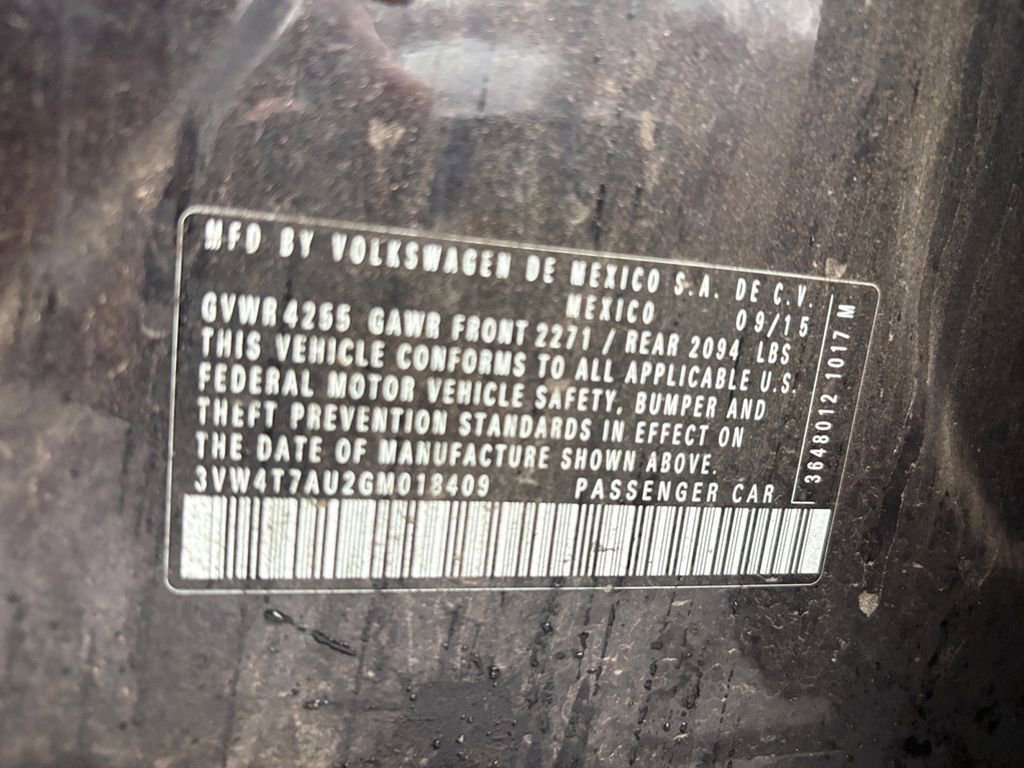 MFD BY VOLKSWAGEN DE MEXICO S.A. DE C.V.
MEXICO 09/15
GVWR 4255 GAWR FRONT 2271 / REAR 2094 LBS
THIS VEHICLE CONFORMS TO ALL APPLICABLE U.S.
FEDERAL MOTOR VEHICLE SAFETY, BUMPER AND
THEFT PREVENTION STANDARDS IN EFFECT ON
THE DATE OF MANUFACTURE SHOWN ABOVE.
3VW4T7AU2GM018409 PASSENGER CAR
3648012 1017 M